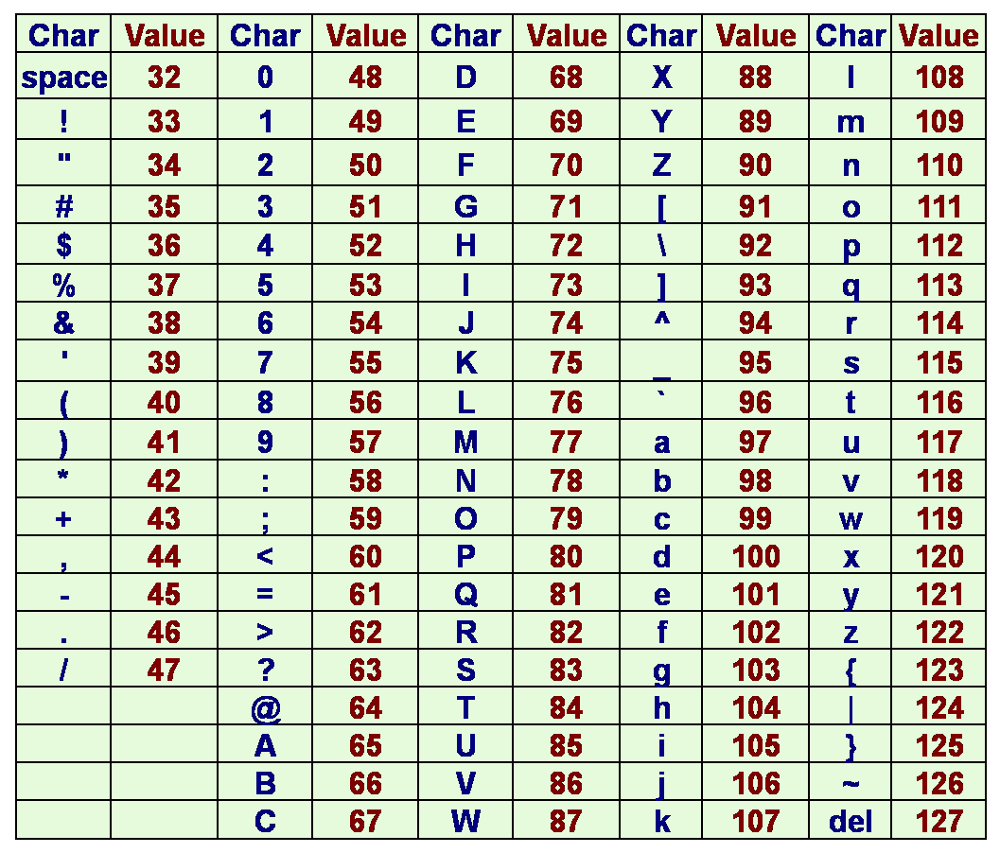 Char Value Char Value Char Value Char Value Char Value
space 32 0 48 D 68 X 88 l 108
! 33 1 49 E 69 Y 89 m 109
" 34 2 50 F 70 Z 90 n 110
# 35 3 51 G 71 [ 91 o 111
$ 36 4 52 H 72 \ 92 p 112
% 37 5 53 I 73 ] 93 q 113
& 38 6 54 J 74 ^ 94 r 114
' 39 7 55 K 75 _ 95 s 115
( 40 8 56 L 76 ` 96 t 116
) 41 9 57 M 77 a 97 u 117
* 42 : 58 N 78 b 98 v 118
+ 43 ; 59 O 79 c 99 w 119
, 44 < 60 P 80 d 100 x 120
- 45 = 61 Q 81 e 101 y 121
. 46 > 62 R 82 f 102 z 122
/ 47 ? 63 S 83 g 103 { 123
@ 64 T 84 h 104 | 124
A 65 U 85 i 105 } 125
B 66 V 86 j 106 ~ 126
C 67 W 87 k 107 del 127